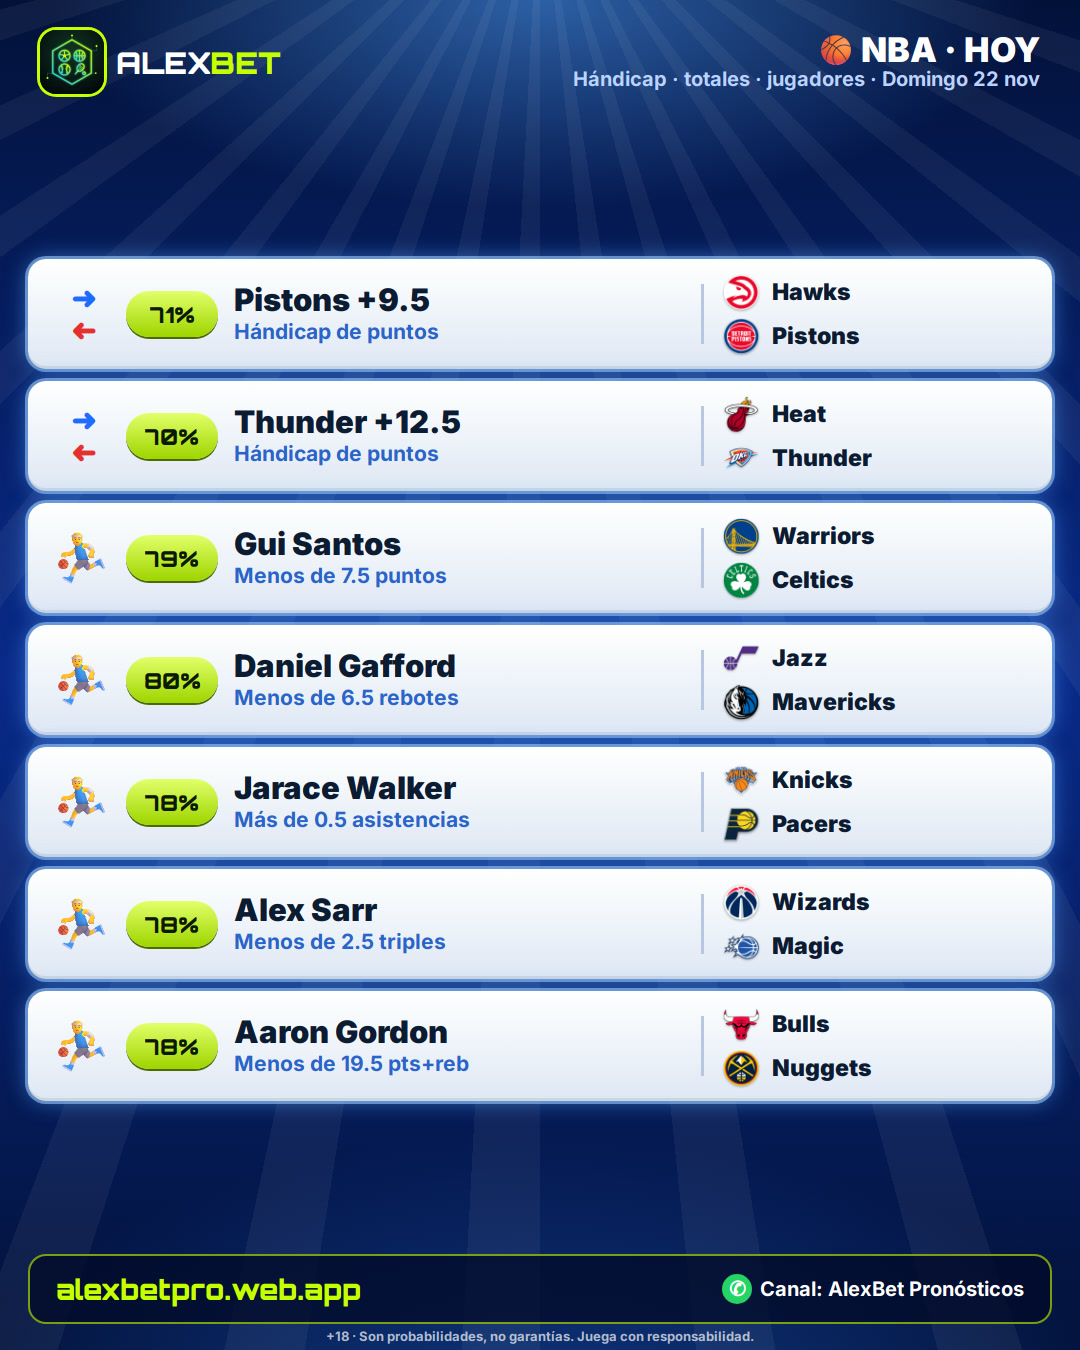 ALEXBET
🏀 NBA · HOY
Hándicap · totales · jugadores · Domingo 22 nov
71%
Pistons +9.5
Hándicap de puntos
Hawks
Pistons
70%
Thunder +12.5
Hándicap de puntos
Heat
Thunder
79%
Gui Santos
Menos de 7.5 puntos
Warriors
Celtics
80%
Daniel Gafford
Menos de 6.5 rebotes
Jazz
Mavericks
78%
Jarace Walker
Más de 0.5 asistencias
Knicks
Pacers
78%
Alex Sarr
Menos de 2.5 triples
Wizards
Magic
78%
Aaron Gordon
Menos de 19.5 pts+reb
Bulls
Nuggets
alexbetpro.web.app
Canal: AlexBet Pronósticos
+18 · Son probabilidades, no garantías. Juega con responsabilidad.